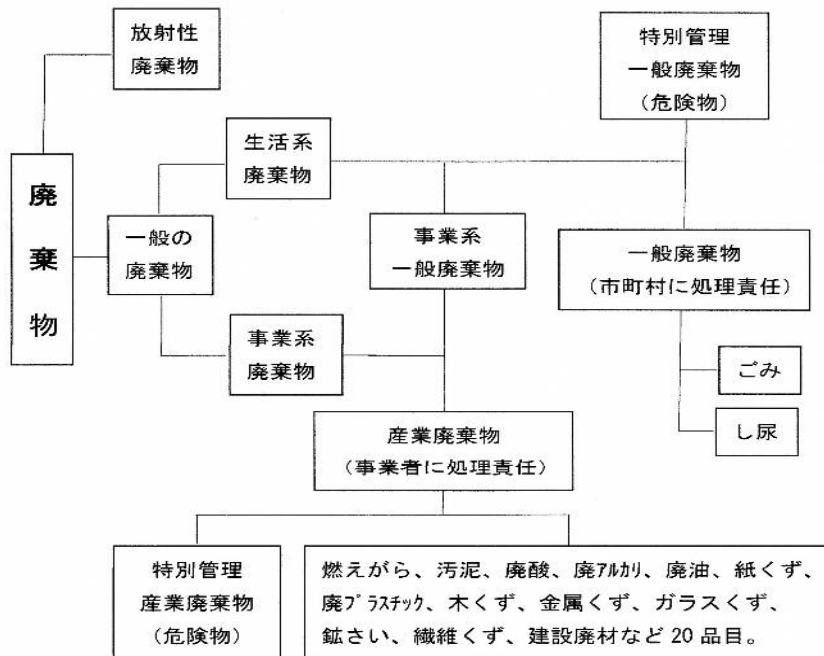 放射性
廃棄物
特別管理
一般廃棄物
(危険物)
生活系
廃棄物
廃棄物
一般の
廃棄物
事業系
一般廃棄物
一般廃棄物
(市町村に処理責任)
事業系
廃棄物
ごみ
し尿
産業廃棄物
(事業者に処理責任)
特別管理
産業廃棄物
(危険物)
燃えがら、汚泥、廃酸、廃ｱﾙｶﾘ、廃油、紙くず、
廃ﾌﾟﾗｽﾁｯｸ、木くず、金属くず、ガラスくず、
鉱さい、繊維くず、建設廃材など 20 品目。